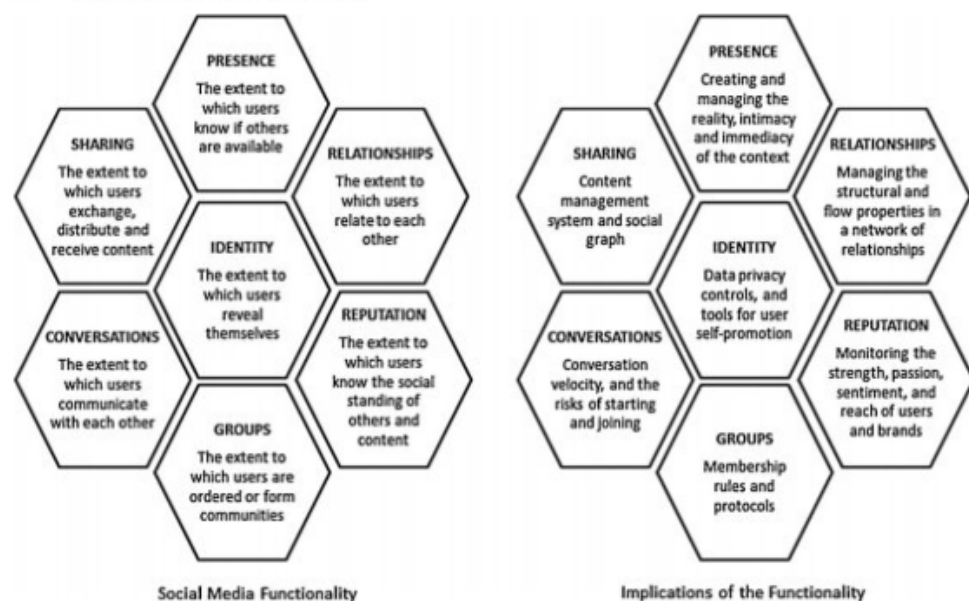 PRESENCE
The extent to
which users
know if others
are available
SHARING
The extent to
which users
exchange,
distribute and
receive content
RELATIONSHIPS
The extent to
which users
relate to each
other
IDENTITY
The extent to
which users
reveal
themselves
CONVERSATIONS
The extent to
which users
communicate
with each other
REPUTATION
The extent to
which users
know the social
standing of
others and
content
GROUPS
The extent to
which users are
ordered or form
communities
Social Media Functionality
PRESENCE
Creating and
managing the
reality, intimacy
and immediacy
of the context
SHARING
Content
management
system and social
graph
RELATIONSHIPS
Managing the
structural and
flow properties in
a network of
relationships
IDENTITY
Data privacy
controls, and
tools for user
self-promotion
CONVERSATIONS
Conversation
velocity, and the
risks of starting
and joining
REPUTATION
Monitoring the
strength, passion,
sentiment, and
reach of users
and brands
GROUPS
Membership
rules and
protocols
Implications of the Functionality